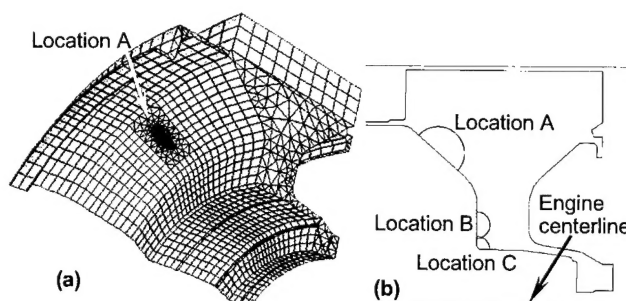 Location A
(a)
Location A
Location B
Location C
Engine
centerline
(b)